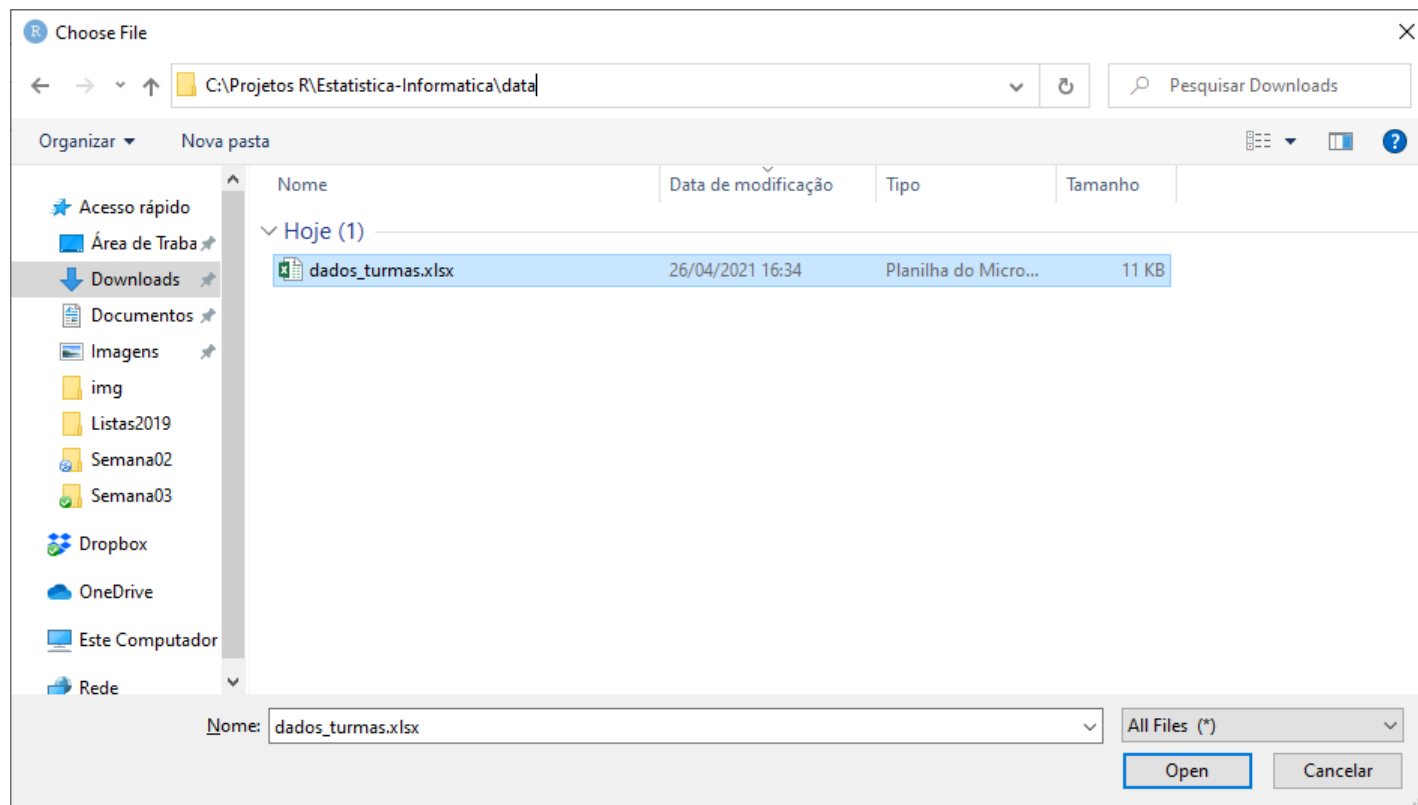 R Choose File
C:\Projetos R\Estatistica-Informatica\data
Pesquisar Downloads
Organizar
Nova pasta
?
Nome Data de modificação Tipo Tamanho
Acesso rápido
Área de Traba
Downloads
Documentos
Imagens
img
Listas2019
Semana02
Semana03
Dropbox
OneDrive
Este Computador
Rede
Hoje (1)
dados_turmas.xlsx 26/04/2021 16:34 Planilha do Micro... 11 KB
Nome: dados_turmas.xlsx
All Files (*)
Open
Cancelar